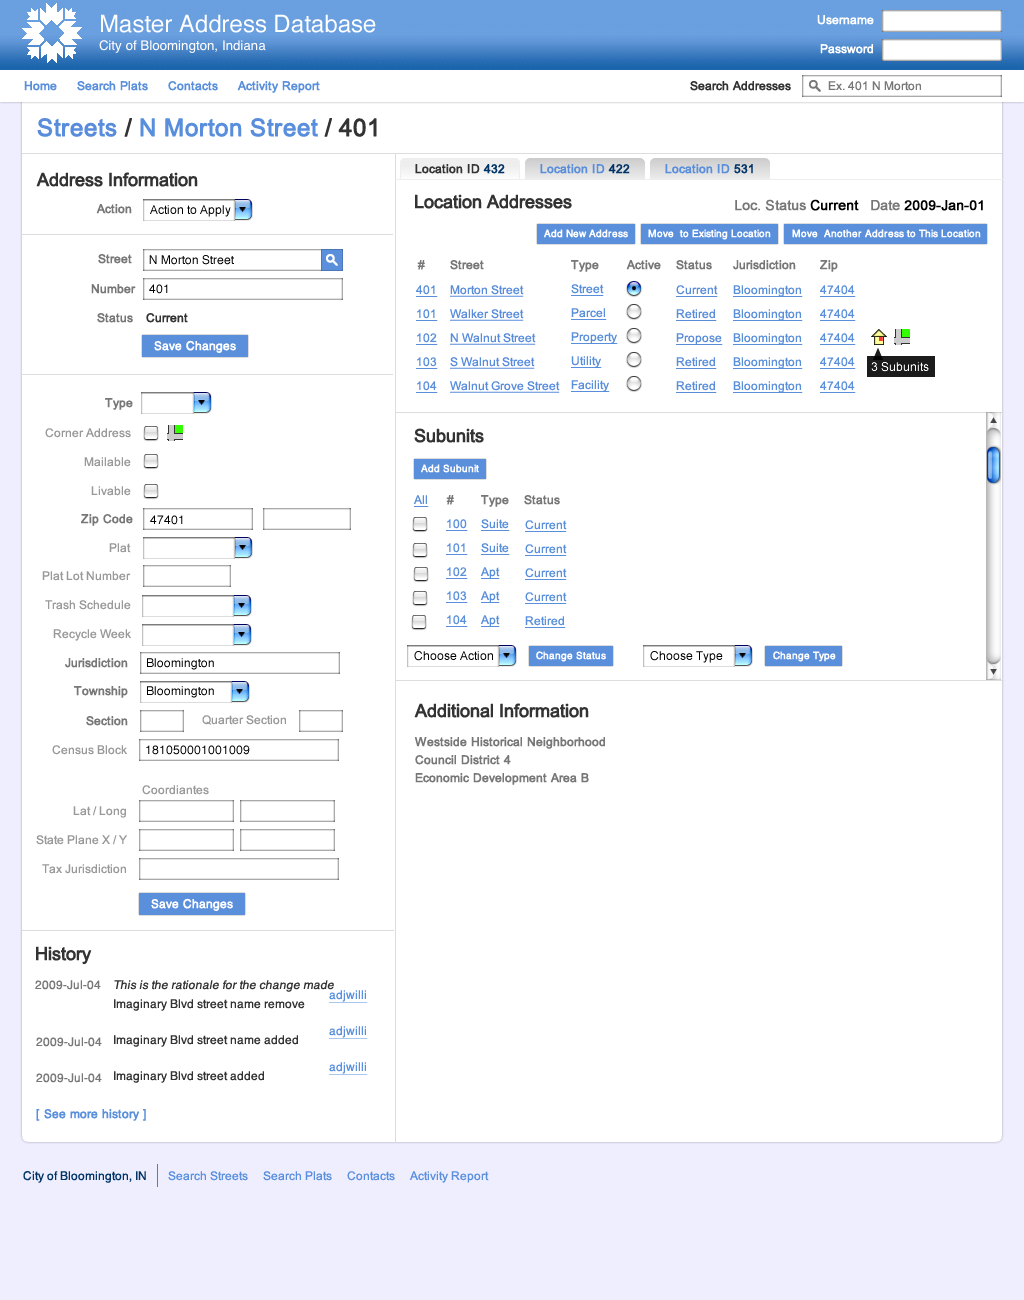 Master Address Database
City of Bloomington, Indiana
Username
Password
Home Search Plats Contacts Activity Report
Search Addresses Ex. 401 N Morton
Streets / N Morton Street / 401
Address Information
Action Action to Apply
Street N Morton Street
Number 401
Status Current
Save Changes
Type
Corner Address
Mailable
Livable
Zip Code 47401
Plat
Plat Lot Number
Trash Schedule
Recycle Week
Jurisdiction Bloomington
Township Bloomington
Section Quarter Section
Census Block 181050001001009
Coordiantes
Lat / Long
State Plane X / Y
Tax Jurisdiction
Save Changes
History
2009-Jul-04 This is the rationale for the change made
Imaginary Blvd street name remove adjwilli
2009-Jul-04 Imaginary Blvd street name added adjwilli
2009-Jul-04 Imaginary Blvd street added adjwilli
[ See more history ]
Location ID 432 Location ID 422 Location ID 531
Location Addresses Loc. Status Current Date 2009-Jan-01
Add New Address Move to Existing Location Move Another Address to This Location
# Street Type Active Status Jurisdiction Zip
401 Morton Street Street Current Bloomington 47404
101 Walker Street Parcel Retired Bloomington 47404
102 N Walnut Street Property Propose Bloomington 47404
103 S Walnut Street Utility Retired Bloomington 47404
3 Subunits
104 Walnut Grove Street Facility Retired Bloomington 47404
Subunits
Add Subunit
All # Type Status
100 Suite Current
101 Suite Current
102 Apt Current
103 Apt Current
104 Apt Retired
Choose Action Change Status Choose Type Change Type
Additional Information
Westside Historical Neighborhood
Council District 4
Economic Development Area B
City of Bloomington, IN Search Streets Search Plats Contacts Activity Report